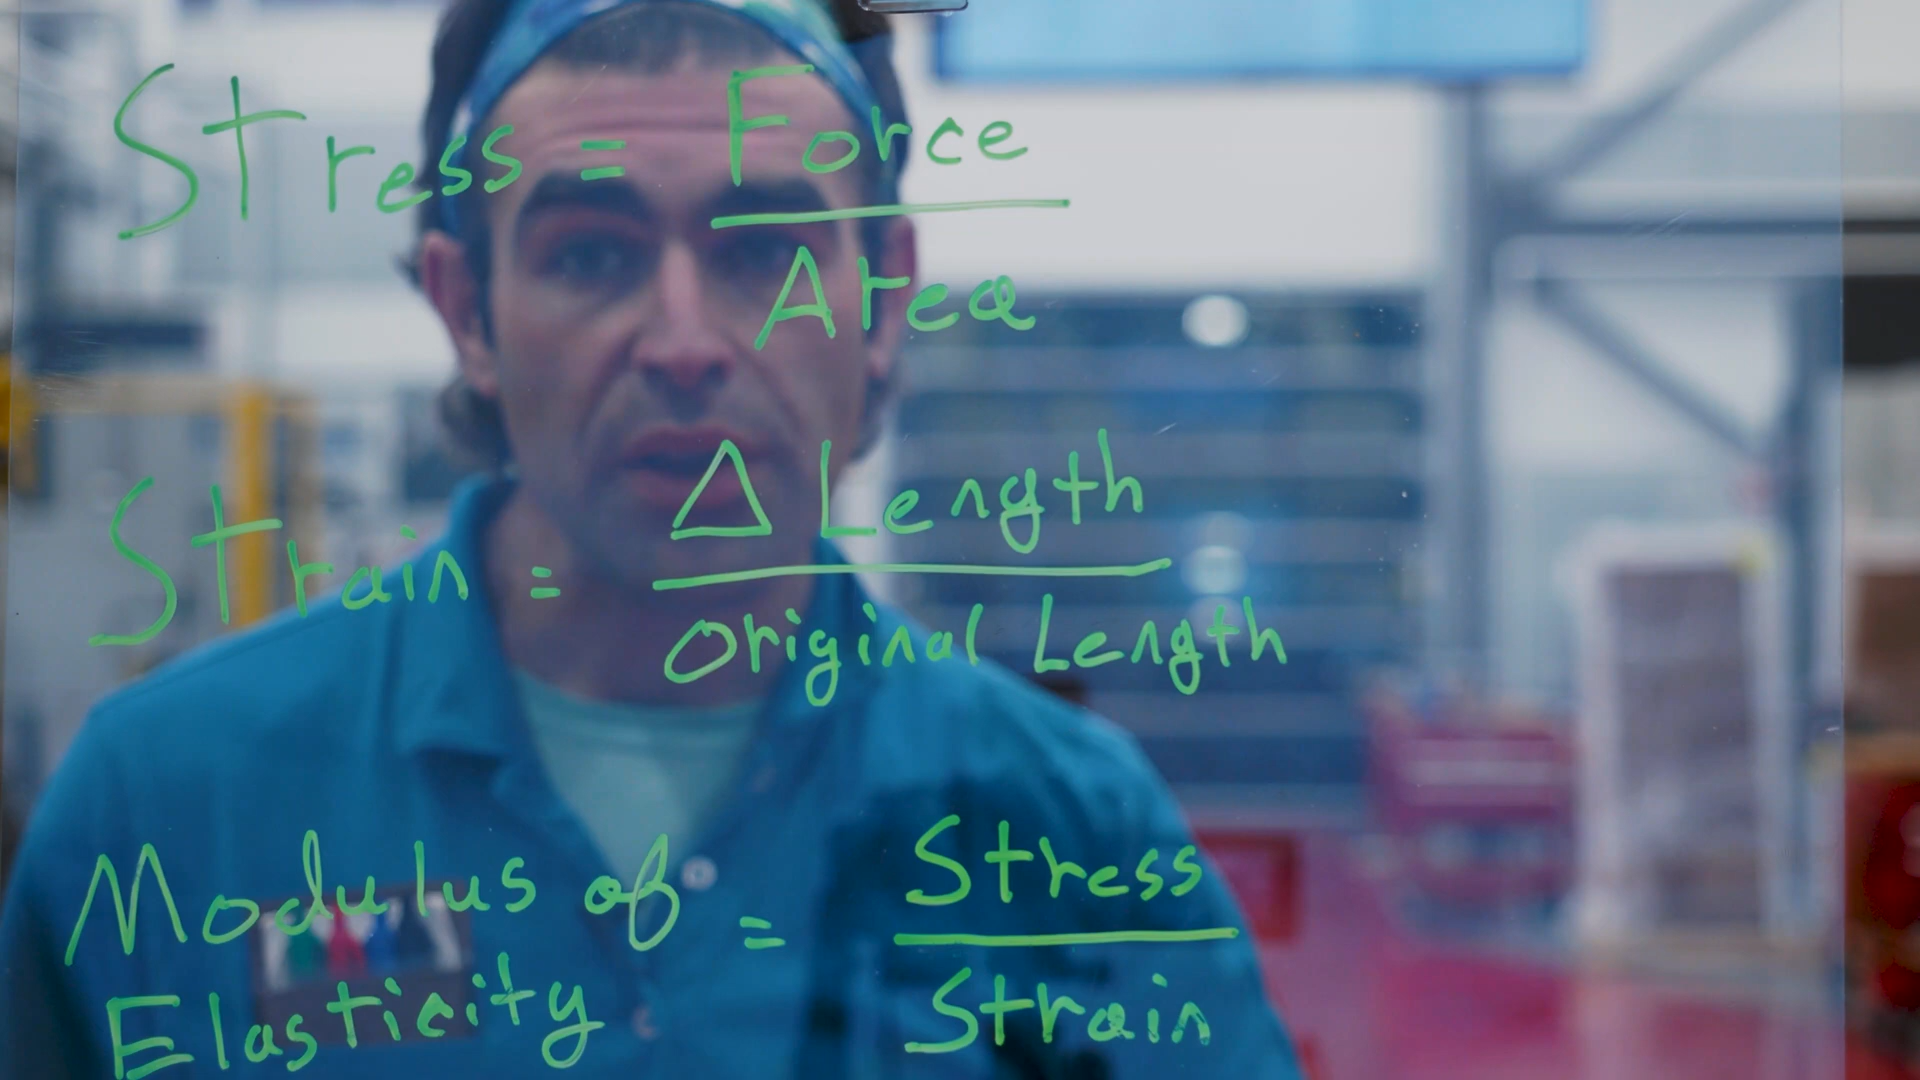 Stress = Force
Area
Strain = Δ Length
Original Length
Modulus of
Elasticity = Stress
Strain